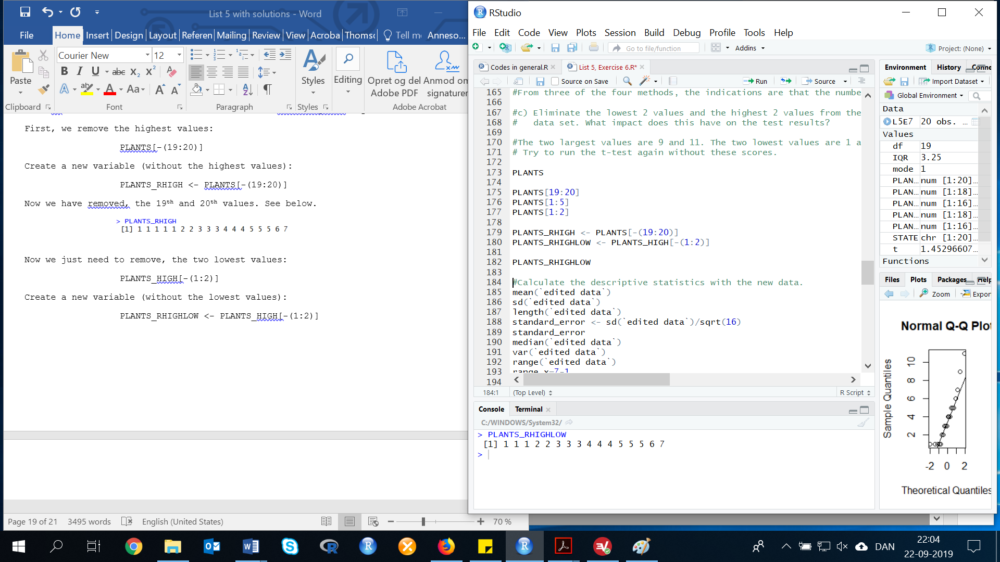 List 5 with solutions - Word
File Home Insert Design Layout Referen Mailing Review View Acroba Thoms Tell m Anneso...
Courier New 12
Paste
Styles
Editing
Opret og del Adobe PDF
Anmod om signaturer
Clipboard Font Paragraph Styles Adobe Acrobat
First, we remove the highest values:
PLANTS[-(19:20)]
Create a new variable (without the highest values):
PLANTS_RHIGH <- PLANTS[-(19:20)]
Now we have removed, the 19th and 20th values. See below.
> PLANTS_RHIGH
[1] 1 1 1 1 1 2 2 3 3 3 4 4 4 5 5 5 6 7
Now we just need to remove, the two lowest values:
PLANTS_HIGH[-(1:2)]
Create a new variable (without the lowest values):
PLANTS_RHIGHLOW <- PLANTS_HIGH[-(1:2)]
Page 19 of 21 3495 words English (United States) 70 %
RStudio
File Edit Code View Plots Session Build Debug Profile Tools Help
Go to file/function Addins Project: (None)
Codes in general.R List 5, Exercise 6.R*
Source on Save Run Source
165 #From three of the four methods, the indications are that the numbe
166
167 #c) Eliminate the lowest 2 values and the highest 2 values from the
168 # data set. What impact does this have on the test results?
169
170 #The two largest values are 9 and 11. The two lowest values are 1 a
171 # Try to run the t-test again without these scores.
172
173 PLANTS
174
175 PLANTS[19:20]
176 PLANTS[1:5]
177 PLANTS[1:2]
178
179 PLANTS_RHIGH <- PLANTS[-(19:20)]
180 PLANTS_RHIGHLOW <- PLANTS_HIGH[-(1:2)]
181
182 PLANTS_RHIGHLOW
183
184 #Calculate the descriptive statistics with the new data.
185 mean(`edited data`)
186 sd(`edited data`)
187 length(`edited data`)
188 standard_error <- sd(`edited data`)/sqrt(16)
189 standard_error
190 median(`edited data`)
191 var(`edited data`)
192 range(`edited data`)
193 range x=7-1
194
184:1 (Top Level) R Script
Console Terminal
C:/WINDOWS/System32/
> PLANTS_RHIGHLOW
[1] 1 1 1 2 2 3 3 3 4 4 4 5 5 5 6 7
>
Environment History Conne
Import Dataset
Global Environment
Data
L5E7 20 obs. ...
Values
df 19
IQR 3.25
mode 1
PLAN... num [1:20]...
PLAN... num [1:18]...
PLAN... num [1:16]...
PLAN... num [1:18]...
PLAN... num [1:16]...
STATE chr [1:20]...
t 1.45296607...
Functions
Files Plots Packages Help
Zoom Expor
Normal Q-Q Plo
Sample Quantiles
2 4 6 8 10
-2 0 2
Theoretical Quantiles
DAN
22:04
22-09-2019